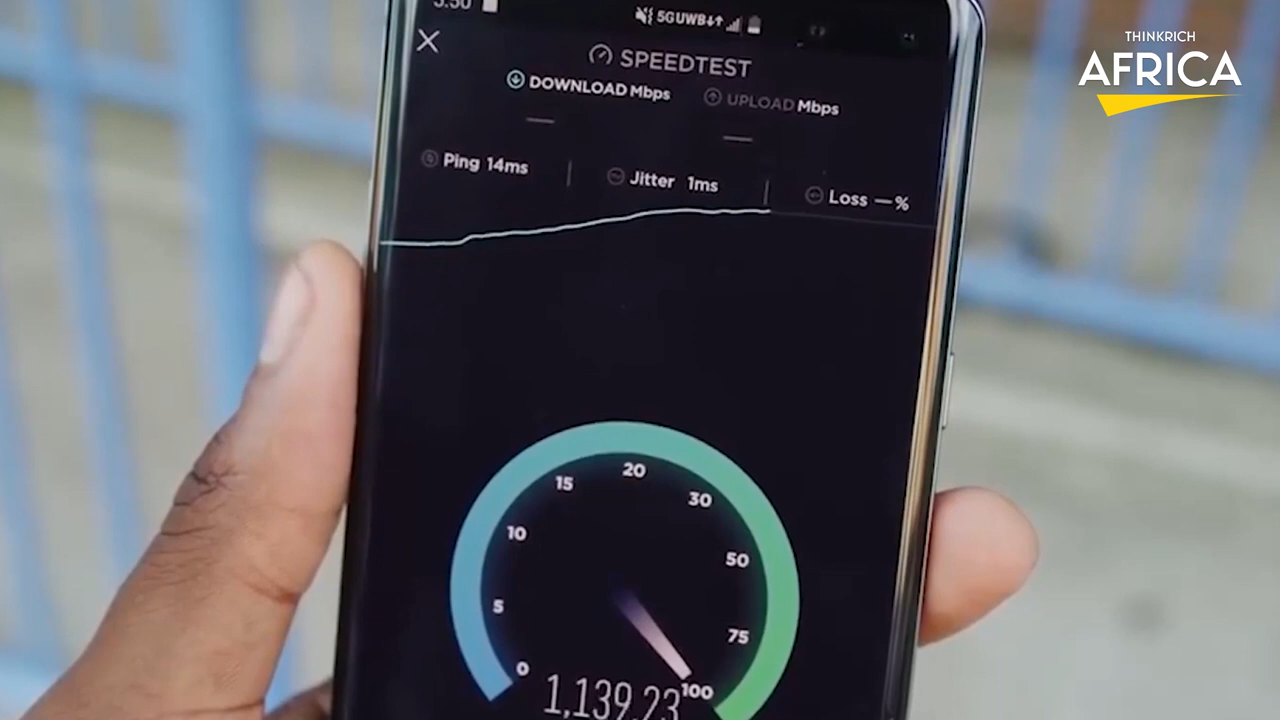 5GUWB
THINKRICH
AFRICA
SPEEDTEST
DOWNLOAD Mbps
UPLOAD Mbps
Ping 14ms
Jitter 1ms
Loss — %
20
15
30
10
50
5
75
0
100
1,139.23